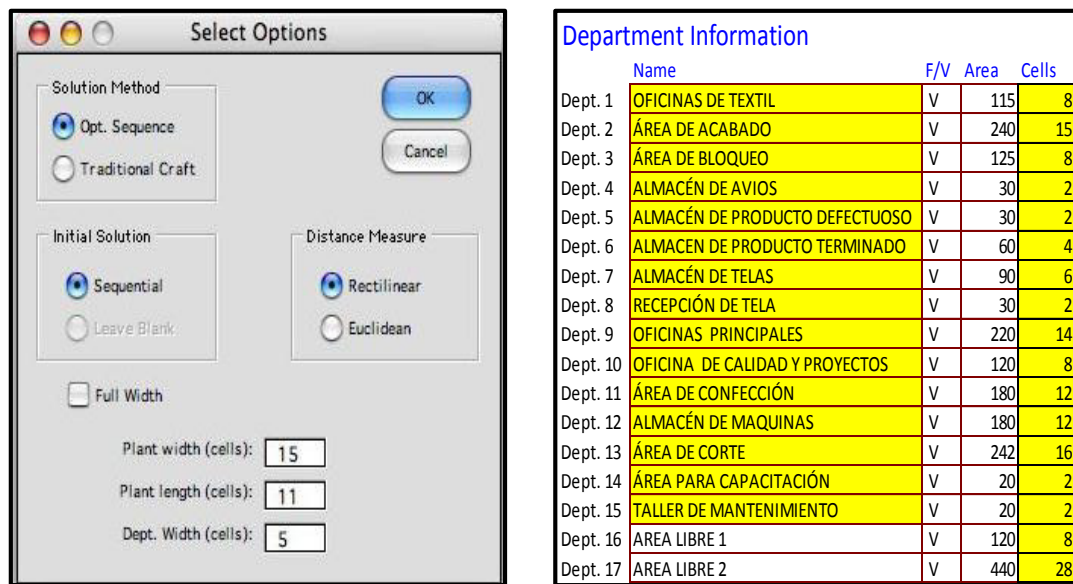 Select Options
Solution Method
Opt. Sequence
Traditional Craft
OK
Cancel
Initial Solution
Sequential
Leave Blank
Distance Measure
Rectilinear
Euclidean
Full Width
Plant width (cells): 15
Plant length (cells): 11
Dept. Width (cells): 5
Department Information
Name F/V Area Cells
Dept. 1 OFICINAS DE TEXTIL V 115 8
Dept. 2 ÁREA DE ACABADO V 240 15
Dept. 3 ÁREA DE BLOQUEO V 125 8
Dept. 4 ALMACÉN DE AVIOS V 30 2
Dept. 5 ALMACÉN DE PRODUCTO DEFECTUOSO V 30 2
Dept. 6 ALMACEN DE PRODUCTO TERMINADO V 60 4
Dept. 7 ALMACÉN DE TELAS V 90 6
Dept. 8 RECEPCIÓN DE TELA V 30 2
Dept. 9 OFICINAS PRINCIPALES V 220 14
Dept. 10 OFICINA DE CALIDAD Y PROYECTOS V 120 8
Dept. 11 ÁREA DE CONFECCIÓN V 180 12
Dept. 12 ALMACÉN DE MAQUINAS V 180 12
Dept. 13 ÁREA DE CORTE V 242 16
Dept. 14 ÁREA PARA CAPACITACIÓN V 20 2
Dept. 15 TALLER DE MANTENIMIENTO V 20 2
Dept. 16 AREA LIBRE 1 V 120 8
Dept. 17 AREA LIBRE 2 V 440 28